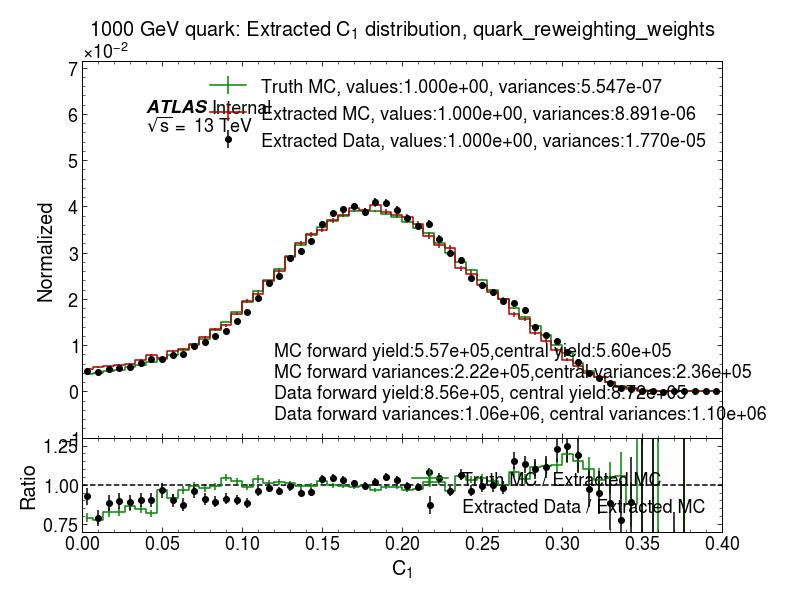 1000 GeV quark: Extracted C1 distribution, quark_reweighting_weights
×10−2
7
6
5
4
3
2
1
0
−1
Normalized
Truth MC, values:1.000e+00, variances:5.547e-07
Extracted MC, values:1.000e+00, variances:8.891e-06
Extracted Data, values:1.000e+00, variances:1.770e-05
ATLAS Internal
√s = 13 TeV
MC forward yield:5.57e+05,central yield:5.60e+05
MC forward variances:2.22e+05,central variances:2.36e+05
Data forward yield:8.56e+05, central yield:8.72e+05
Data forward variances:1.06e+06, central variances:1.10e+06
1.25
1.00
0.75
Ratio
Truth MC / Extracted MC
Extracted Data / Extracted MC
0.00 0.05 0.10 0.15 0.20 0.25 0.30 0.35 0.40
C1